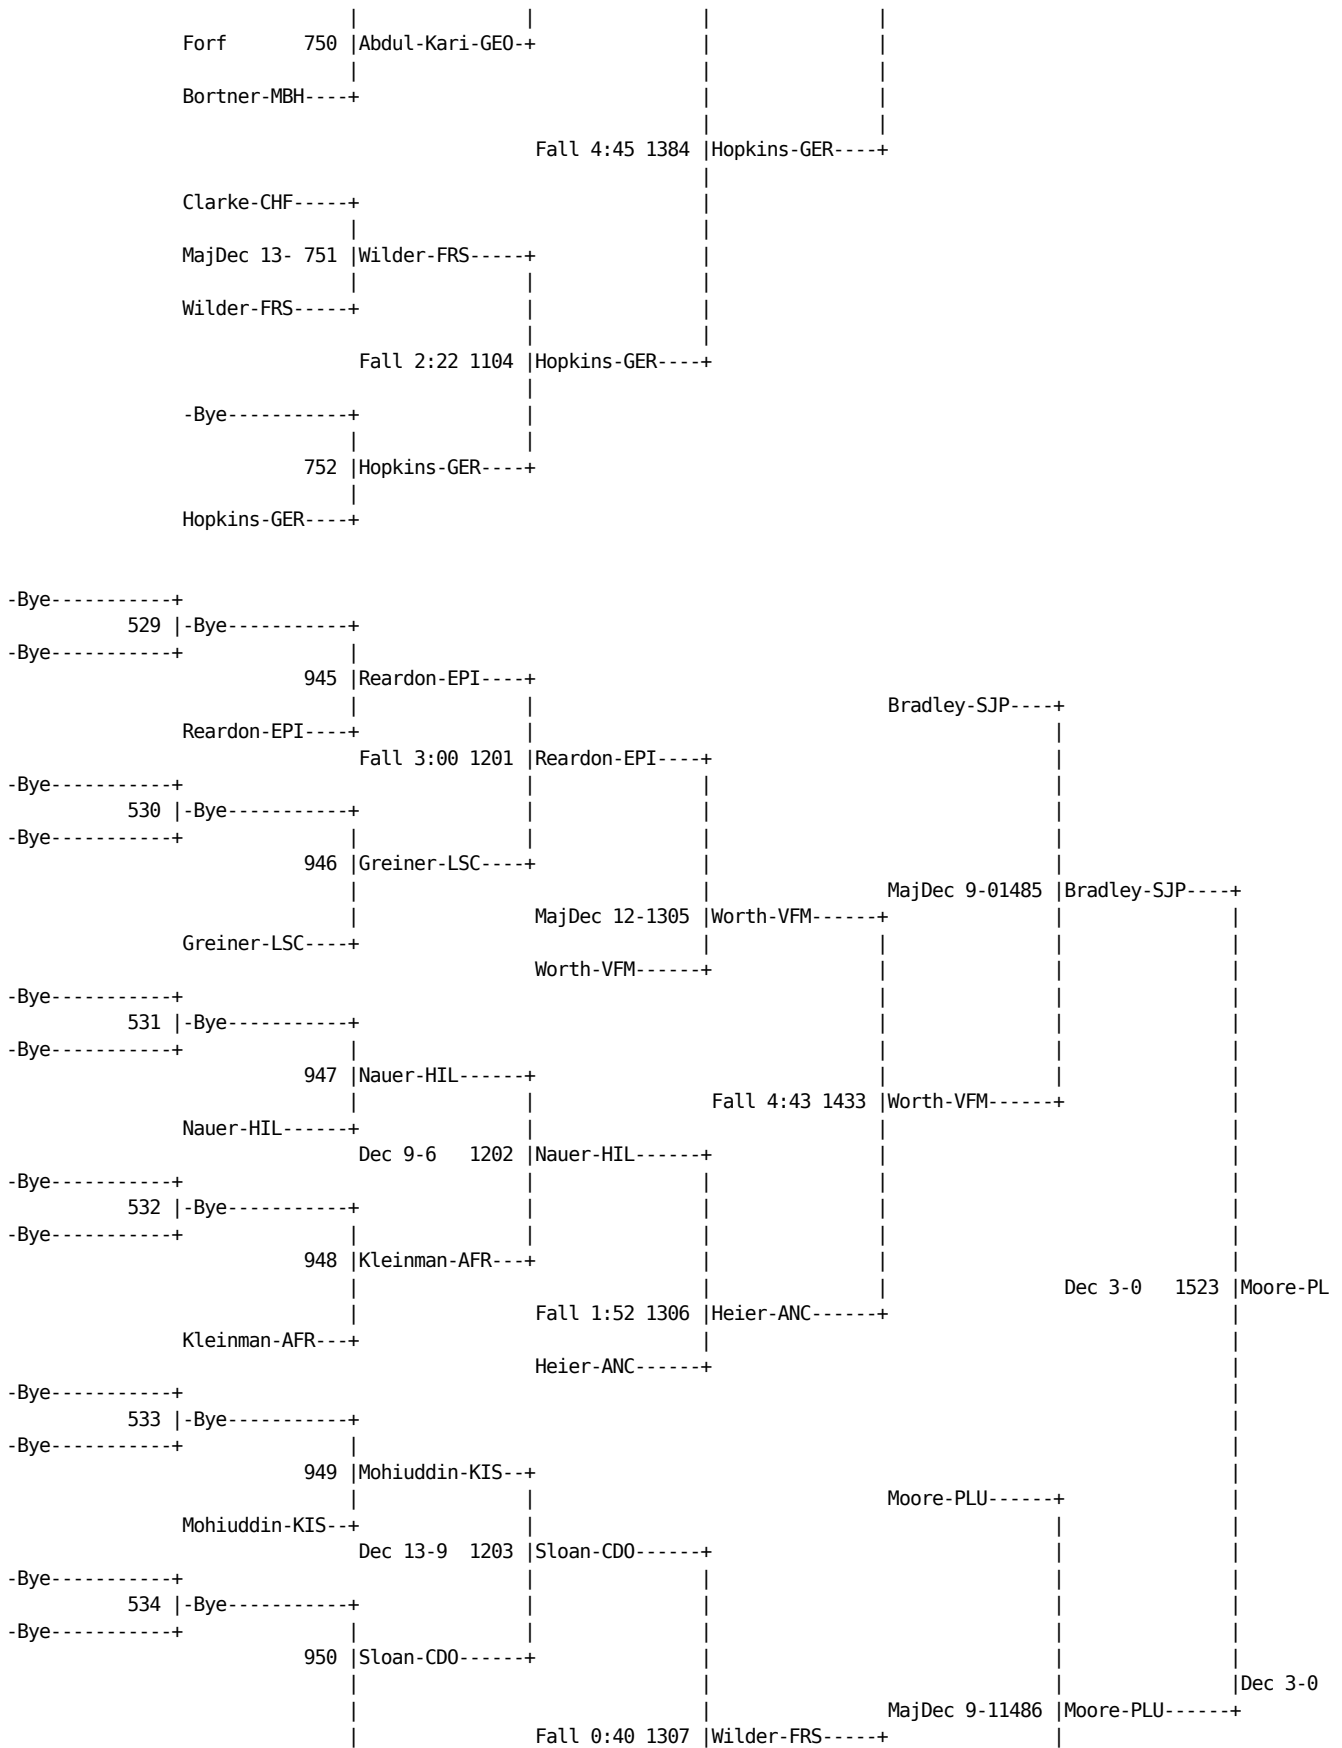 Forf 750 |Abdul-Kari-GEO-+
Bortner-MBH----+
Fall 4:45 1384 |Hopkins-GER----+
Clarke-CHF-----+
MajDec 13- 751 |Wilder-FRS-----+
Wilder-FRS-----+
Fall 2:22 1104 |Hopkins-GER----+
-Bye-----------+
752 |Hopkins-GER----+
Hopkins-GER----+
-Bye-----------+
529 |-Bye-----------+
-Bye-----------+
945 |Reardon-EPI----+
Bradley-SJP----+
Reardon-EPI----+
Fall 3:00 1201 |Reardon-EPI----+
-Bye-----------+
530 |-Bye-----------+
-Bye-----------+
946 |Greiner-LSC----+
MajDec 9-01485 |Bradley-SJP----+
MajDec 12-1305 |Worth-VFM------+
Greiner-LSC----+
Worth-VFM------+
-Bye-----------+
531 |-Bye-----------+
-Bye-----------+
947 |Nauer-HIL------+
Fall 4:43 1433 |Worth-VFM------+
Nauer-HIL------+
Dec 9-6 1202 |Nauer-HIL------+
-Bye-----------+
532 |-Bye-----------+
-Bye-----------+
948 |Kleinman-AFR---+
Dec 3-0 1523 |Moore-PL
Fall 1:52 1306 |Heier-ANC------+
Kleinman-AFR---+
Heier-ANC------+
-Bye-----------+
533 |-Bye-----------+
-Bye-----------+
949 |Mohiuddin-KIS--+
Moore-PLU------+
Mohiuddin-KIS--+
Dec 13-9 1203 |Sloan-CDO------+
-Bye-----------+
534 |-Bye-----------+
-Bye-----------+
950 |Sloan-CDO------+
|Dec 3-0
MajDec 9-11486 |Moore-PLU------+
Fall 0:40 1307 |Wilder-FRS-----+